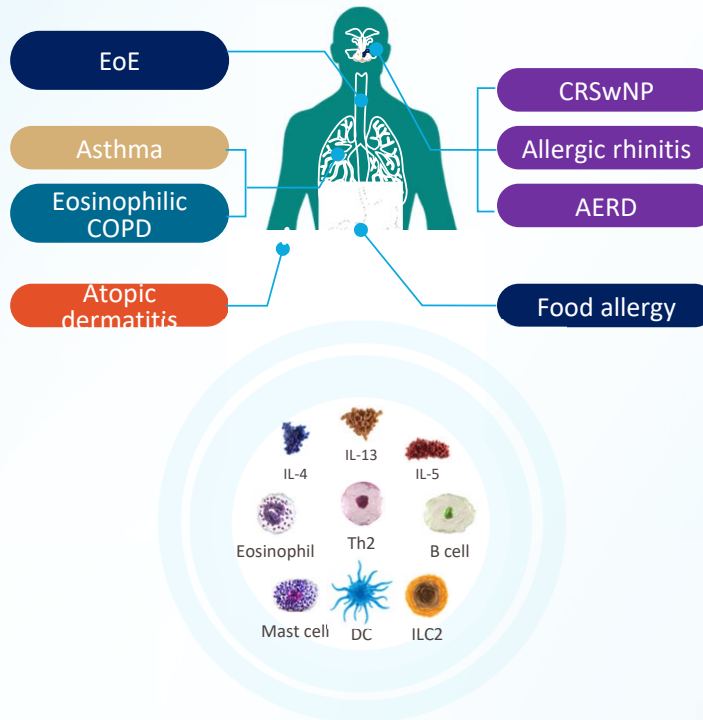 EoE
Asthma
Eosinophilic
COPD
Atopic
dermatitis
CRSwNP
Allergic rhinitis
AERD
Food allergy
IL-4
IL-13
IL-5
Eosinophil
Th2
B cell
Mast cell
DC
ILC2